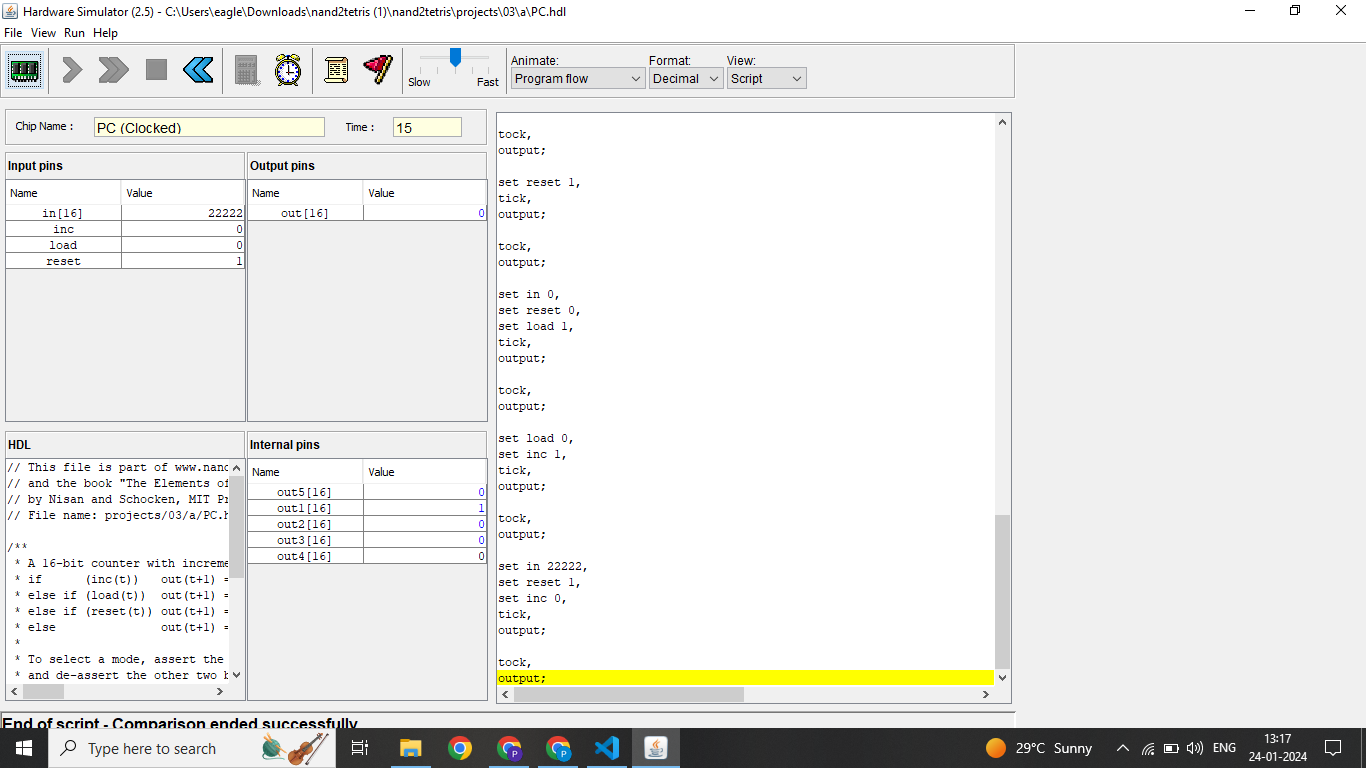 Hardware Simulator (2.5) - C:\Users\eagle\Downloads\nand2tetris (1)\nand2tetris\projects\03\a\PC.hdl
File View Run Help
Slow Fast
Animate: Format: View:
Program flow Decimal Script
Chip Name : PC (Clocked) Time : 15
Input pins
Name Value
in[16] 22222
inc 0
load 0
reset 1
Output pins
Name Value
out[16] 0
HDL
// This file is part of www.nand
// and the book "The Elements of
// by Nisan and Schocken, MIT Pr
// File name: projects/03/a/PC.h
/**
* A 16-bit counter with increme
* if (inc(t)) out(t+1) =
* else if (load(t)) out(t+1) =
* else if (reset(t)) out(t+1) =
* else out(t+1) =
*
* To select a mode, assert the
* and de-assert the other two b
Internal pins
Name Value
out5[16] 0
out1[16] 1
out2[16] 0
out3[16] 0
out4[16] 0
tock,
output;
set reset 1,
tick,
output;
tock,
output;
set in 0,
set reset 0,
set load 1,
tick,
output;
tock,
output;
set load 0,
set inc 1,
tick,
output;
tock,
output;
set in 22222,
set reset 1,
set inc 0,
tick,
output;
tock,
output;
End of script - Comparison ended successfully
Type here to search
P P
29°C Sunny
ENG
13:17
24-01-2024